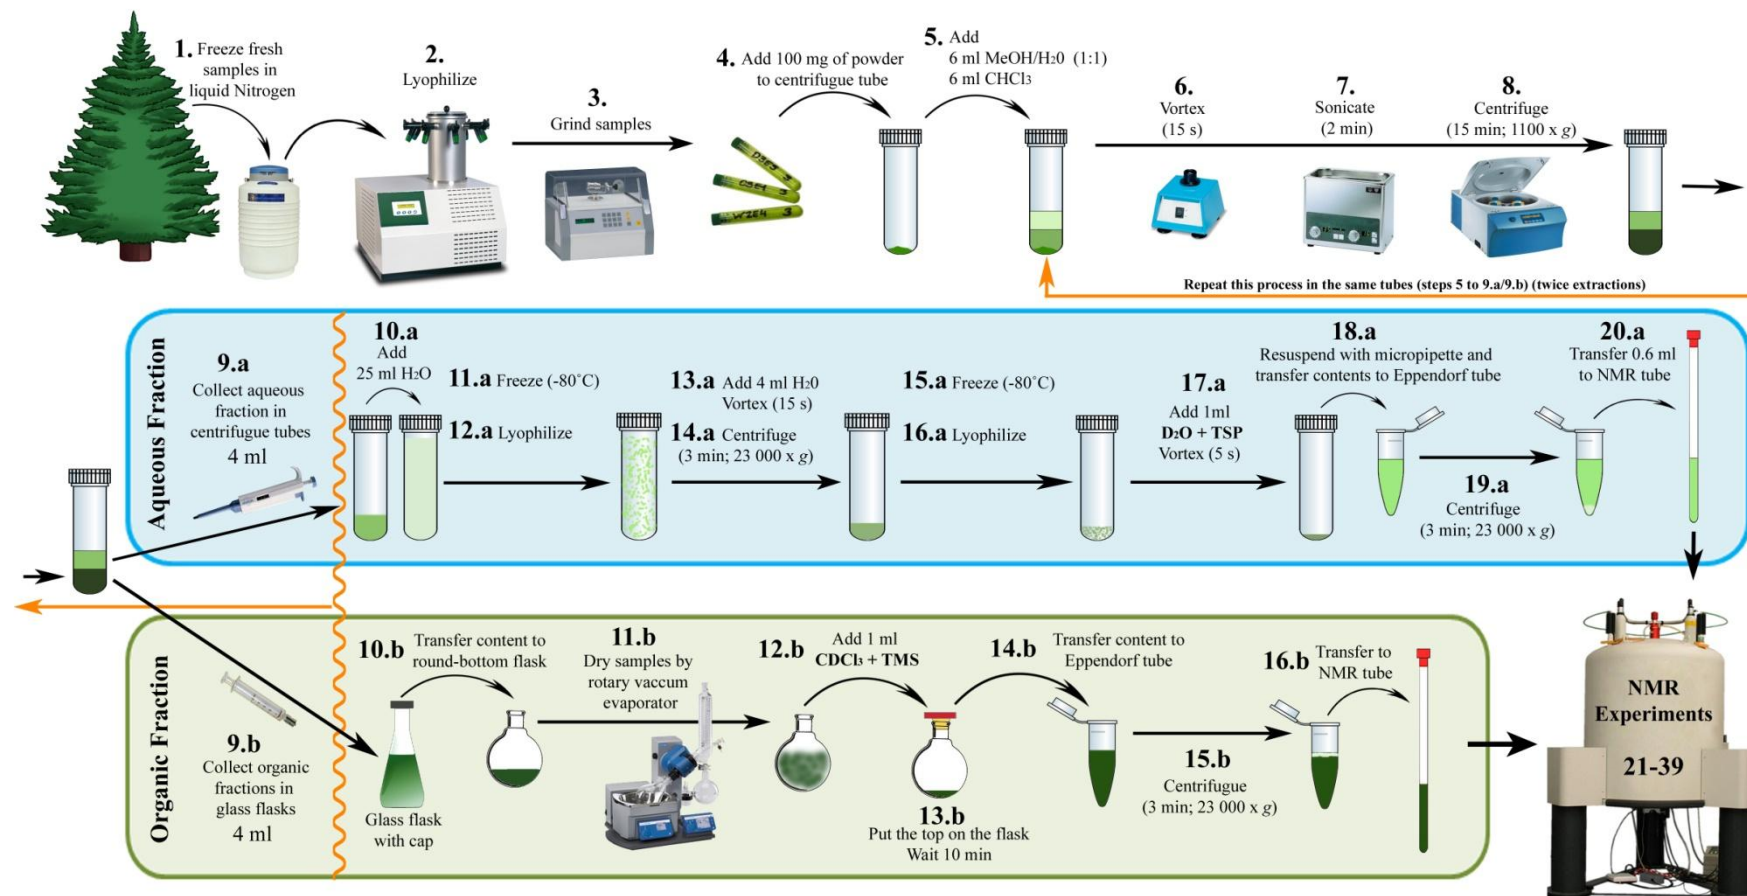 1. Freeze fresh
samples in
liquid Nitrogen
2.
Lyophilize
3.
Grind samples
4. Add 100 mg of powder
to centrifugue tube
5. Add
6 ml MeOH/H20 (1:1)
6 ml CHCl3
6.
Vortex
(15 s)
7.
Sonicate
(2 min)
8.
Centrifuge
(15 min; 1100 x g)
D3E3 3
D3E1 3
W2E4 3
Repeat this process in the same tubes (steps 5 to 9.a/9.b) (twice extractions)
Aqueous Fraction
9.a
Collect aqueous
fraction in
centrifugue tubes
4 ml
10.a
Add
25 ml H2O
11.a Freeze (-80˚C)
12.a Lyophilize
13.a Add 4 ml H20
Vortex (15 s)
14.a Centrifuge
(3 min; 23 000 x g)
15.a Freeze (-80˚C)
16.a Lyophilize
17.a
Add 1ml
D2O + TSP
Vortex (5 s)
18.a
Resuspend with micropipette and
transfer contents to Eppendorf tube
19.a
Centrifuge
(3 min; 23 000 x g)
20.a
Transfer 0.6 ml
to NMR tube
Organic Fraction
9.b
Collect organic
fractions in
glass flasks
4 ml
10.b Transfer content to
round-bottom flask
Glass flask
with cap
11.b
Dry samples by
rotary vaccum
evaporator
12.b Add 1 ml
CDCl3 + TMS
13.b
Put the top on the flask
Wait 10 min
14.b Transfer content to
Eppendorf tube
15.b
Centrifugue
(3 min; 23 000 x g)
16.b Transfer to
NMR tube
NMR
Experiments
21-39